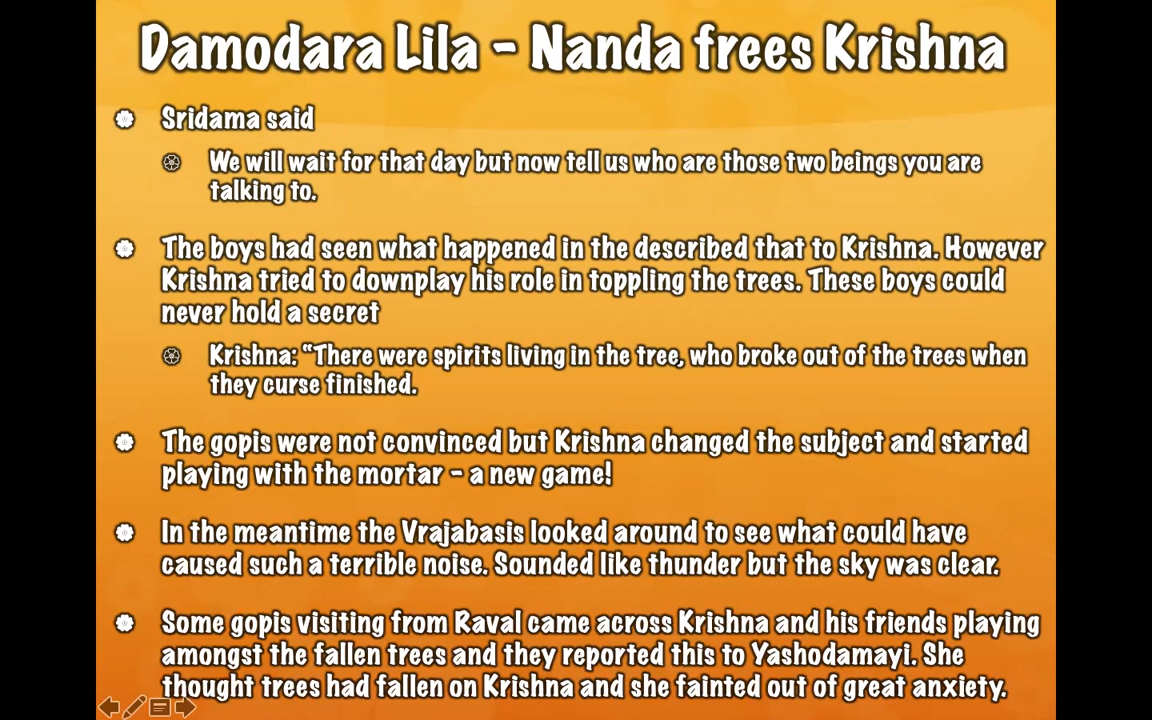 Damodara Lila – Nanda frees Krishna
Sridama said
We will wait for that day but now tell us who are those two beings you are
talking to.
The boys had seen what happened in the described that to Krishna. However
Krishna tried to downplay his role in toppling the trees. These boys could
never hold a secret
Krishna: “There were spirits living in the tree, who broke out of the trees when
they curse finished.
The gopis were not convinced but Krishna changed the subject and started
playing with the mortar – a new game!
In the meantime the Vrajabasis looked around to see what could have
caused such a terrible noise. Sounded like thunder but the sky was clear.
Some gopis visiting from Raval came across Krishna and his friends playing
amongst the fallen trees and they reported this to Yashodamayi. She
thought trees had fallen on Krishna and she fainted out of great anxiety.